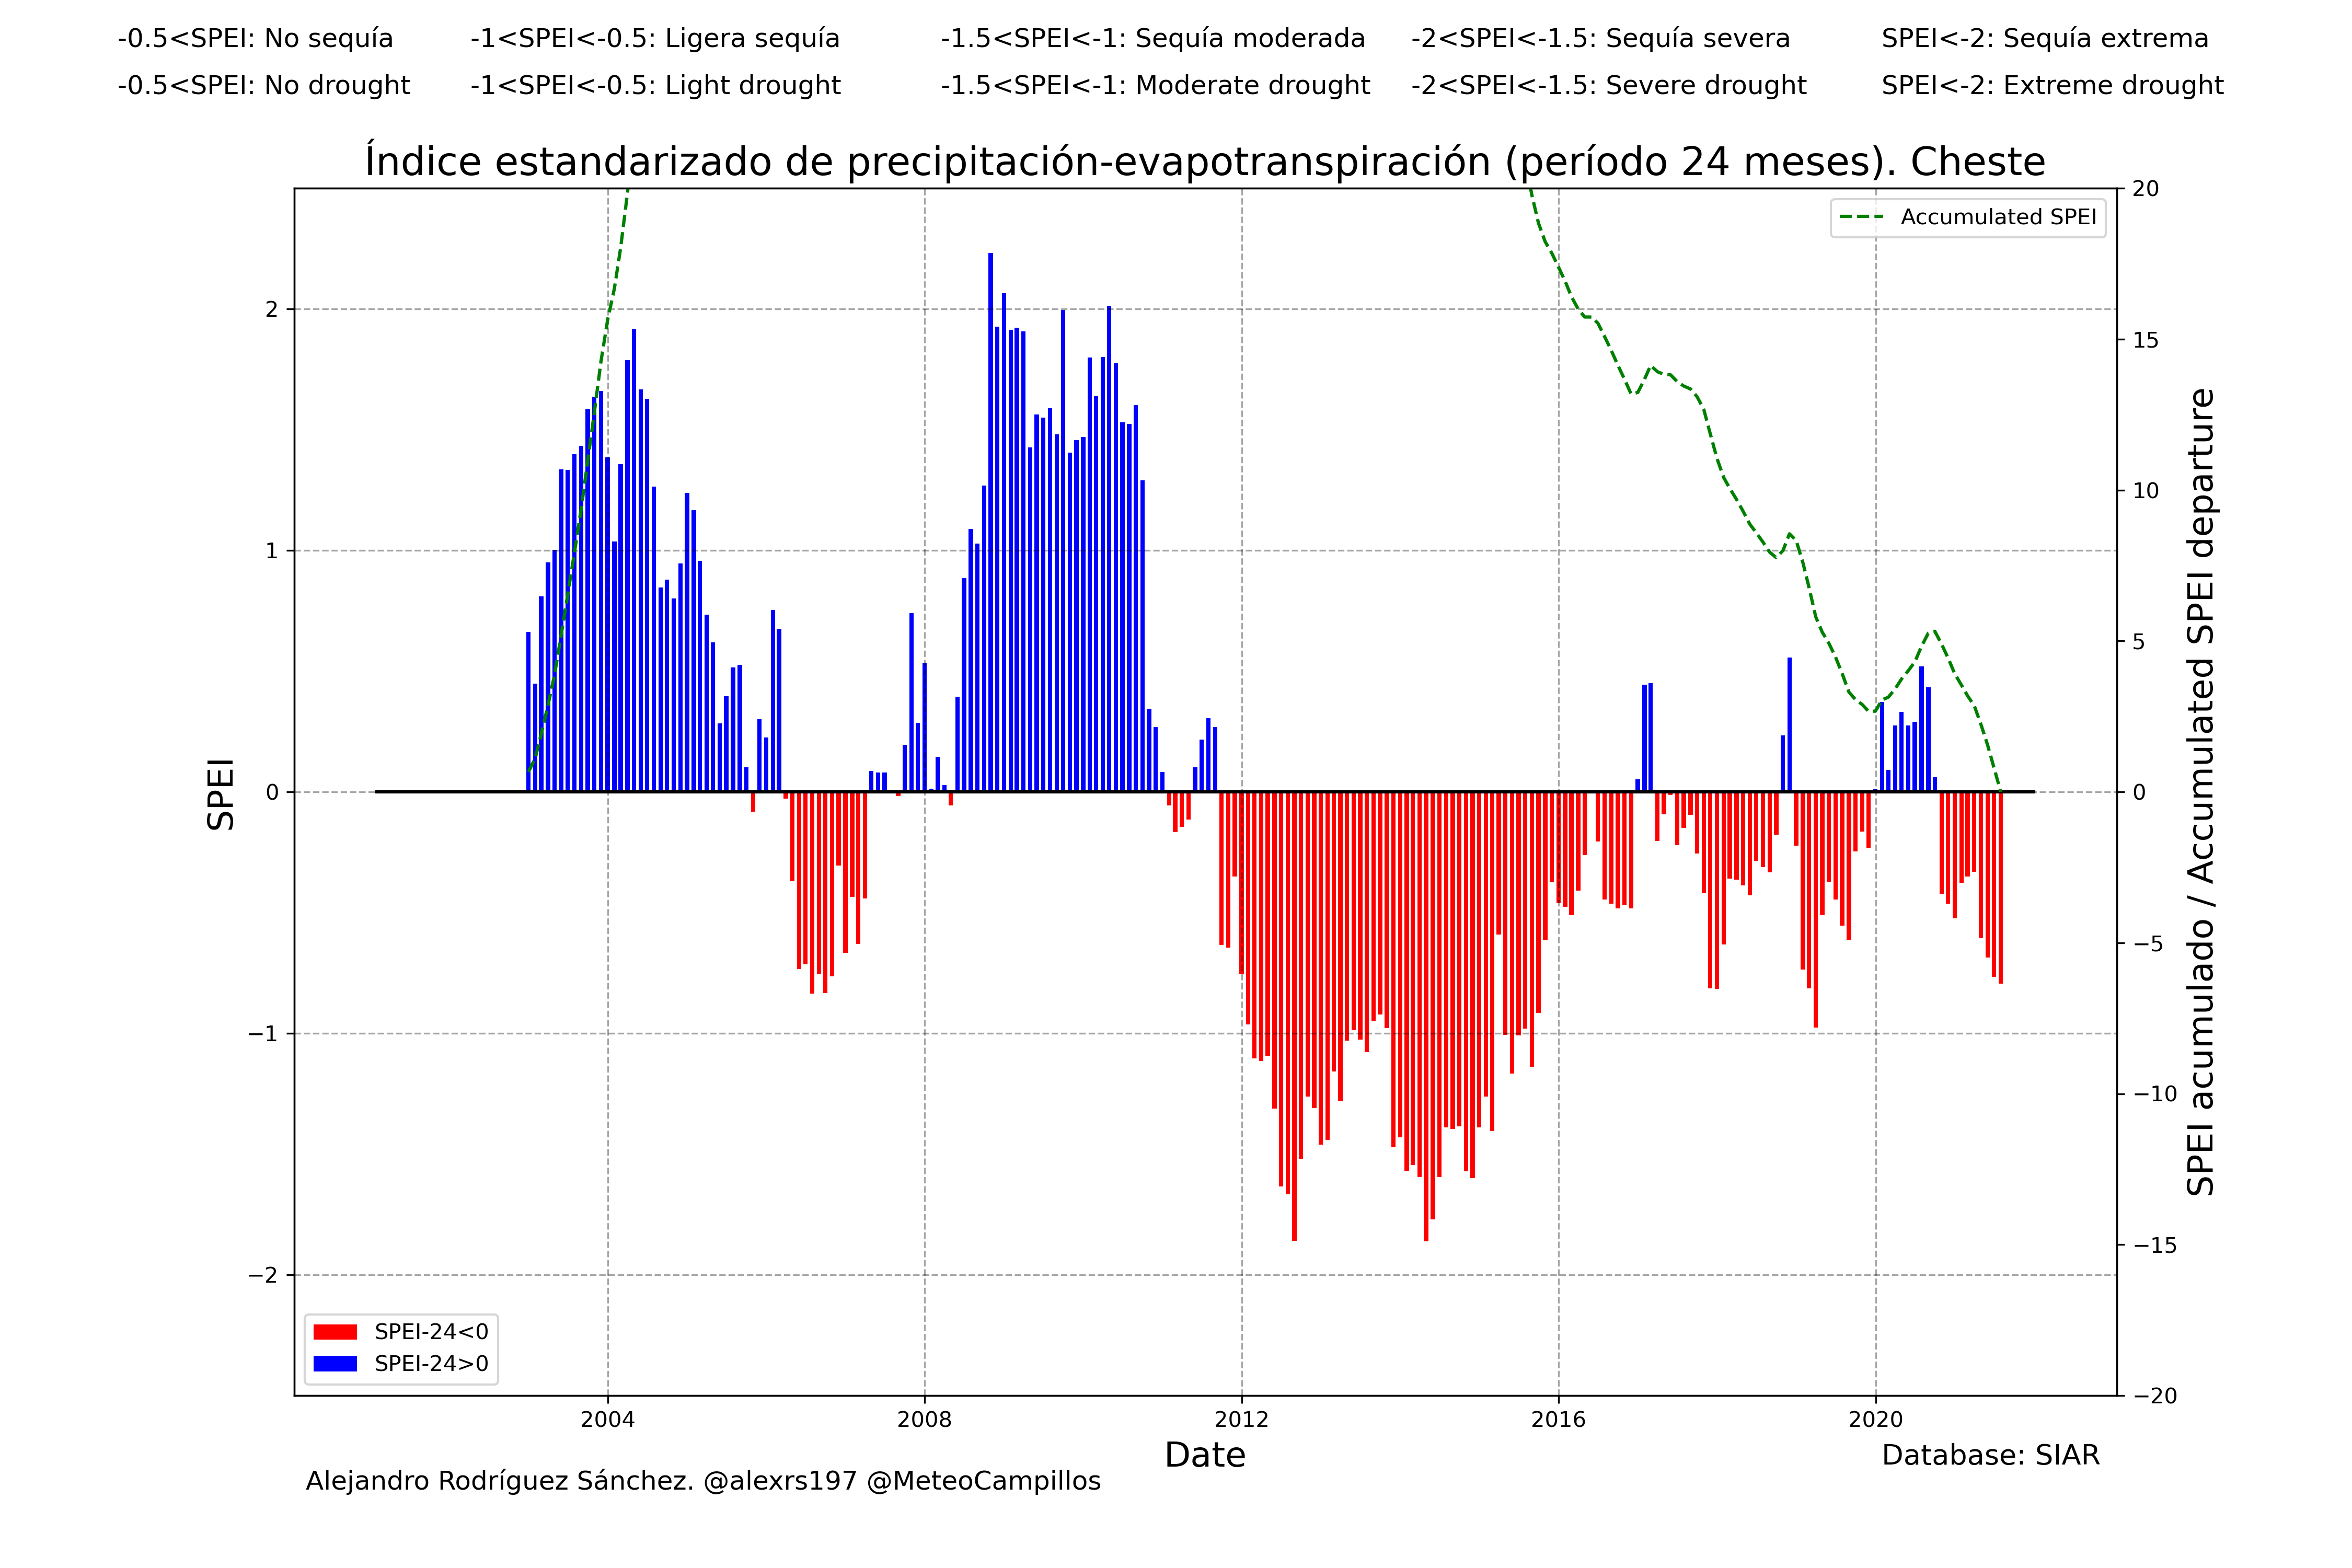 -0.5<SPEI: No sequía -1<SPEI<-0.5: Ligera sequía -1.5<SPEI<-1: Sequía moderada -2<SPEI<-1.5: Sequía severa SPEI<-2: Sequía extrema
-0.5<SPEI: No drought -1<SPEI<-0.5: Light drought -1.5<SPEI<-1: Moderate drought -2<SPEI<-1.5: Severe drought SPEI<-2: Extreme drought
Índice estandarizado de precipitación-evapotranspiración (período 24 meses). Cheste
Accumulated SPEI
SPEI
2
1
0
−1
−2
20
15
10
5
0
−5
−10
−15
−20
SPEI acumulado / Accumulated SPEI departure
SPEI-24<0
SPEI-24>0
2004 2008 2012 2016 2020
Date
Database: SIAR
Alejandro Rodríguez Sánchez. @alexrs197 @MeteoCampillos